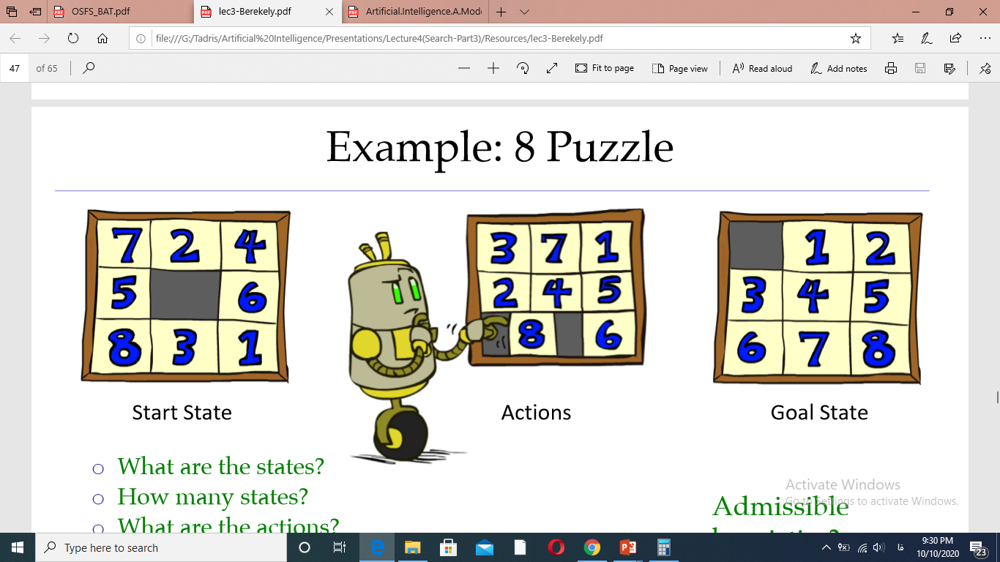 OSFS_BAT.pdf
lec3-Berekely.pdf
Artificial.Intelligence.A.Mod
file:///G:/Tadris/Artificial%20Intelligence/Presentations/Lecture4(Search-Part3)/Resources/lec3-Berekely.pdf
47 of 65
Fit to page
Page view
Read aloud
Add notes
Example: 8 Puzzle
7 2 4
5 6
8 3 1
Start State
3 7 1
2 4 5
8 6
Actions
1 2
3 4 5
6 7 8
Goal State
What are the states?
How many states?
What are the actions?
Admissible
Activate Windows
Go to Settings to activate Windows.
Type here to search
9:30 PM
10/10/2020
23